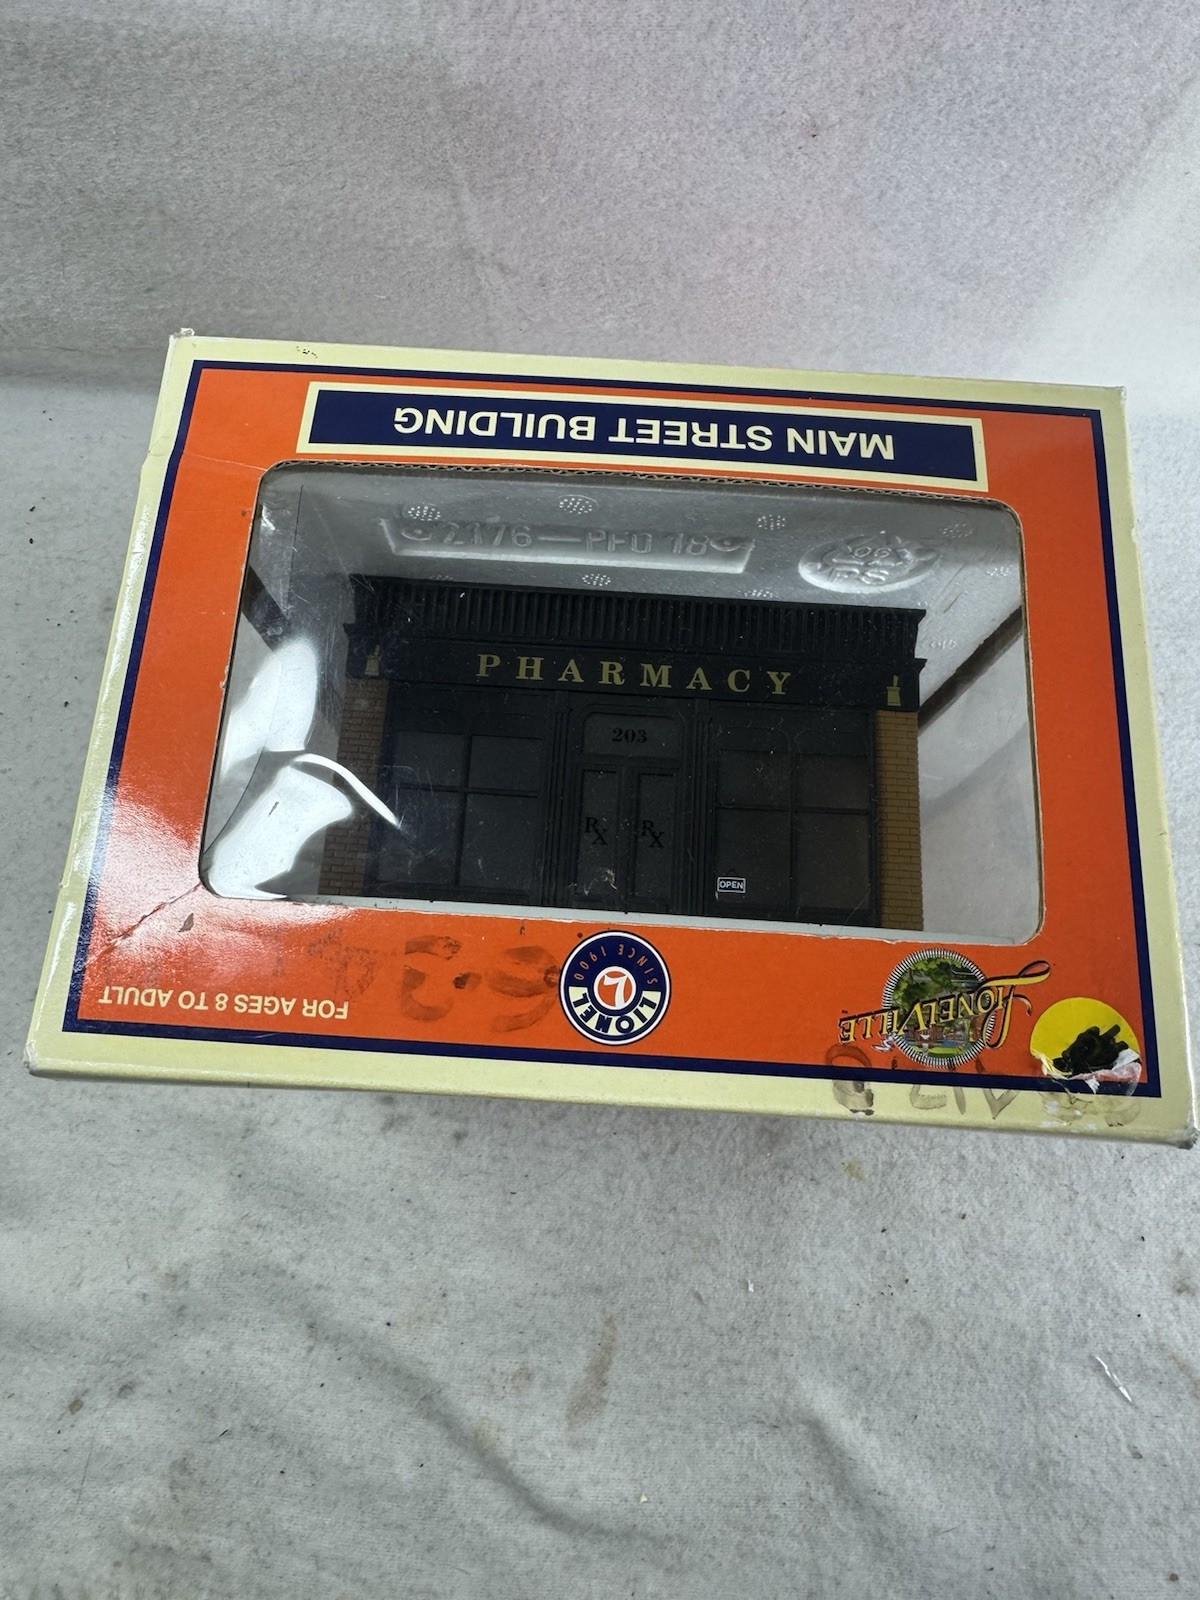 MAIN STREET BUILDING
2176-PFO 18
PHARMACY
203
RX RX
OPEN
FOR AGES 8 TO ADULT
LIONEL
SINCE 1900
L
LIONELVILLE